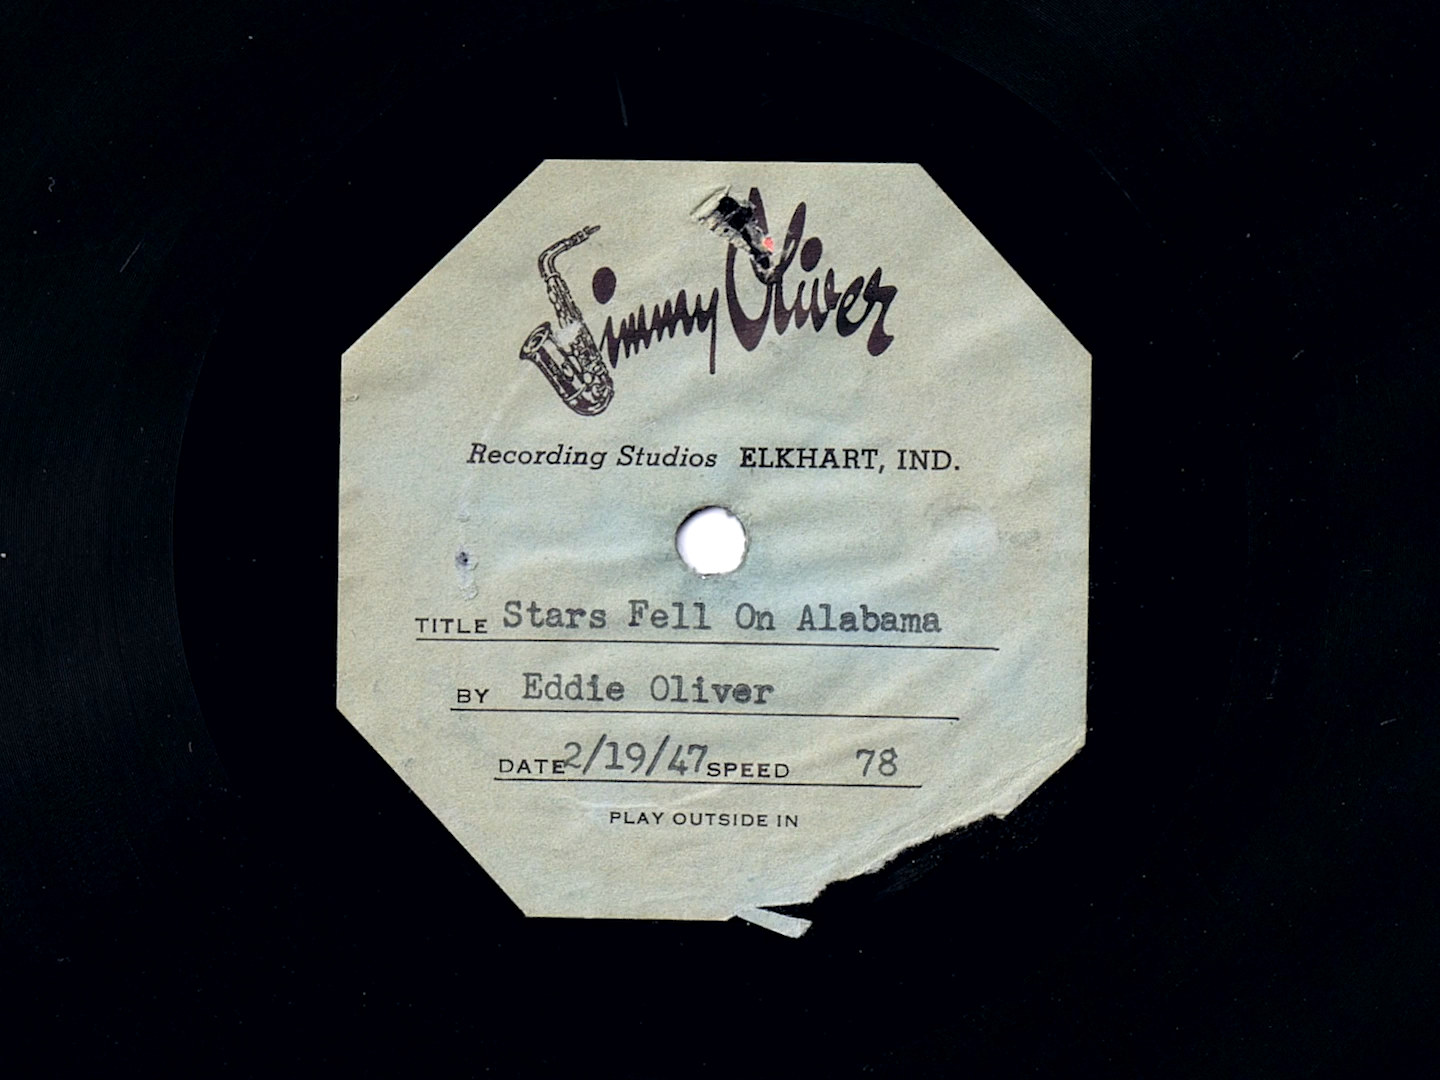 Jimmy Oliver
Recording Studios ELKHART, IND.
TITLE Stars Fell On Alabama
BY Eddie Oliver
DATE 2/19/47 SPEED 78
PLAY OUTSIDE IN